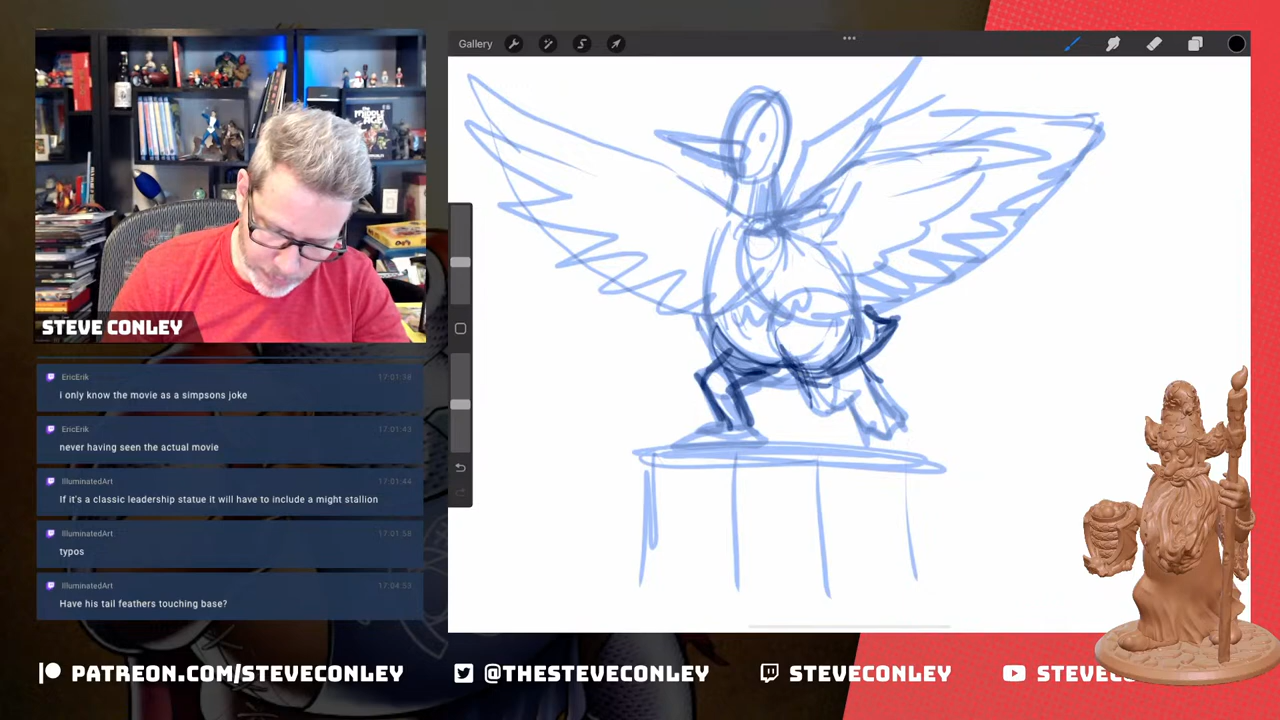 Gallery
STEVE CONLEY
EricErik 17:01:38
i only know the movie as a simpsons joke
EricErik 17:01:43
never having seen the actual movie
IlluminatedArt 17:01:44
If it's a classic leadership statue it will have to include a might stallion
IlluminatedArt 17:01:58
typos
IlluminatedArt 17:04:53
Have his tail feathers touching base?
PATREON.COM/STEVECONLEY @THESTEVECONLEY STEVECONLEY STEVEC